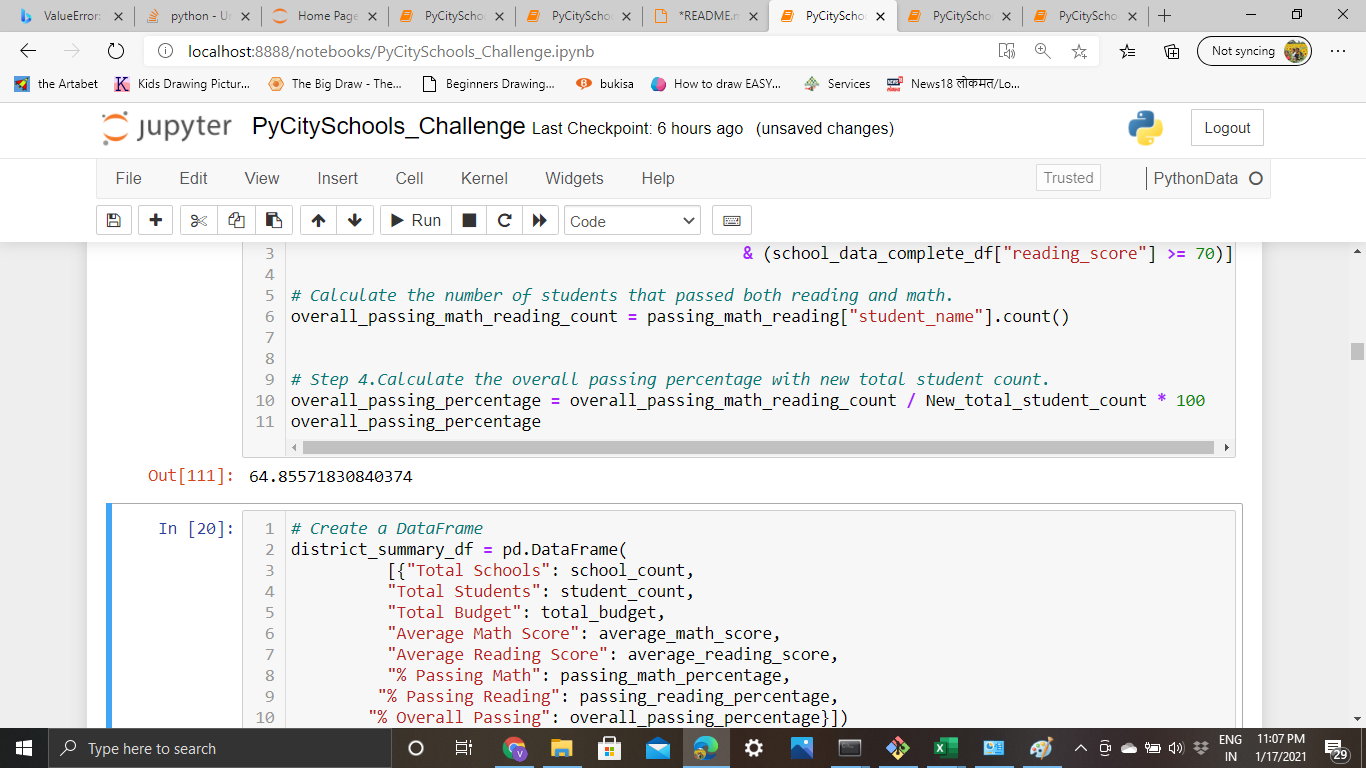 ValueError: python - Ur Home Page PyCitySchoo PyCitySchoo *README.m PyCitySchoo PyCitySchoo PyCitySchoo
localhost:8888/notebooks/PyCitySchools_Challenge.ipynb Not syncing
the Artabet Kids Drawing Pictur... The Big Draw - The... Beginners Drawing... bukisa How to draw EASY... Services News18 लोकमत/Lo...
jupyter PyCitySchools_Challenge Last Checkpoint: 6 hours ago (unsaved changes) Logout
File Edit View Insert Cell Kernel Widgets Help Trusted PythonData
Run Code
3 & (school_data_complete_df["reading_score"] >= 70)]
4
5 # Calculate the number of students that passed both reading and math.
6 overall_passing_math_reading_count = passing_math_reading["student_name"].count()
7
8
9 # Step 4.Calculate the overall passing percentage with new total student count.
10 overall_passing_percentage = overall_passing_math_reading_count / New_total_student_count * 100
11 overall_passing_percentage
Out[111]: 64.85571830840374
In [20]: 1 # Create a DataFrame
2 district_summary_df = pd.DataFrame(
3 [{"Total Schools": school_count,
4 "Total Students": student_count,
5 "Total Budget": total_budget,
6 "Average Math Score": average_math_score,
7 "Average Reading Score": average_reading_score,
8 "% Passing Math": passing_math_percentage,
9 "% Passing Reading": passing_reading_percentage,
10 "% Overall Passing": overall_passing_percentage}])
Type here to search ENG 11:07 PM
IN 1/17/2021 29